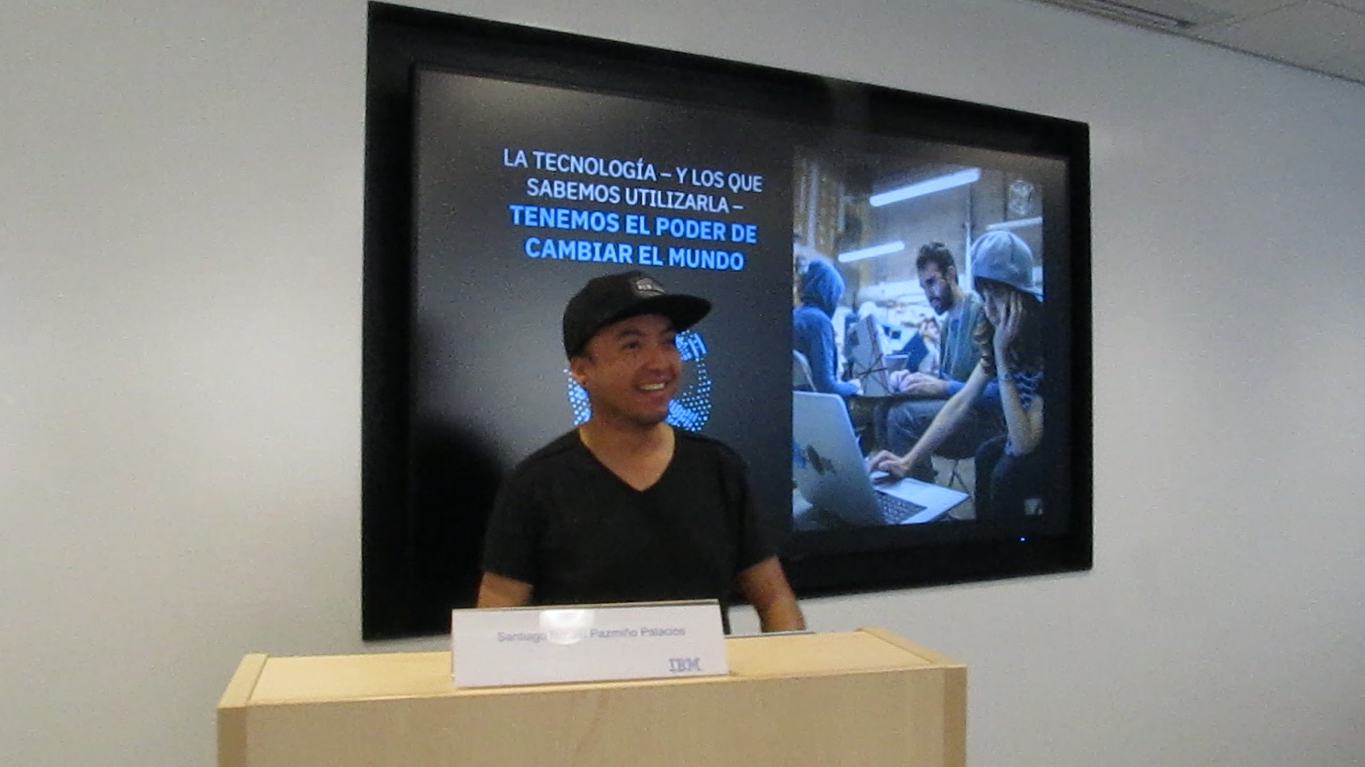 LA TECNOLOGÍA – Y LOS QUE
SABEMOS UTILIZARLA –
TENEMOS EL PODER DE
CAMBIAR EL MUNDO
Santiago Pazmiño Palacios
IBM